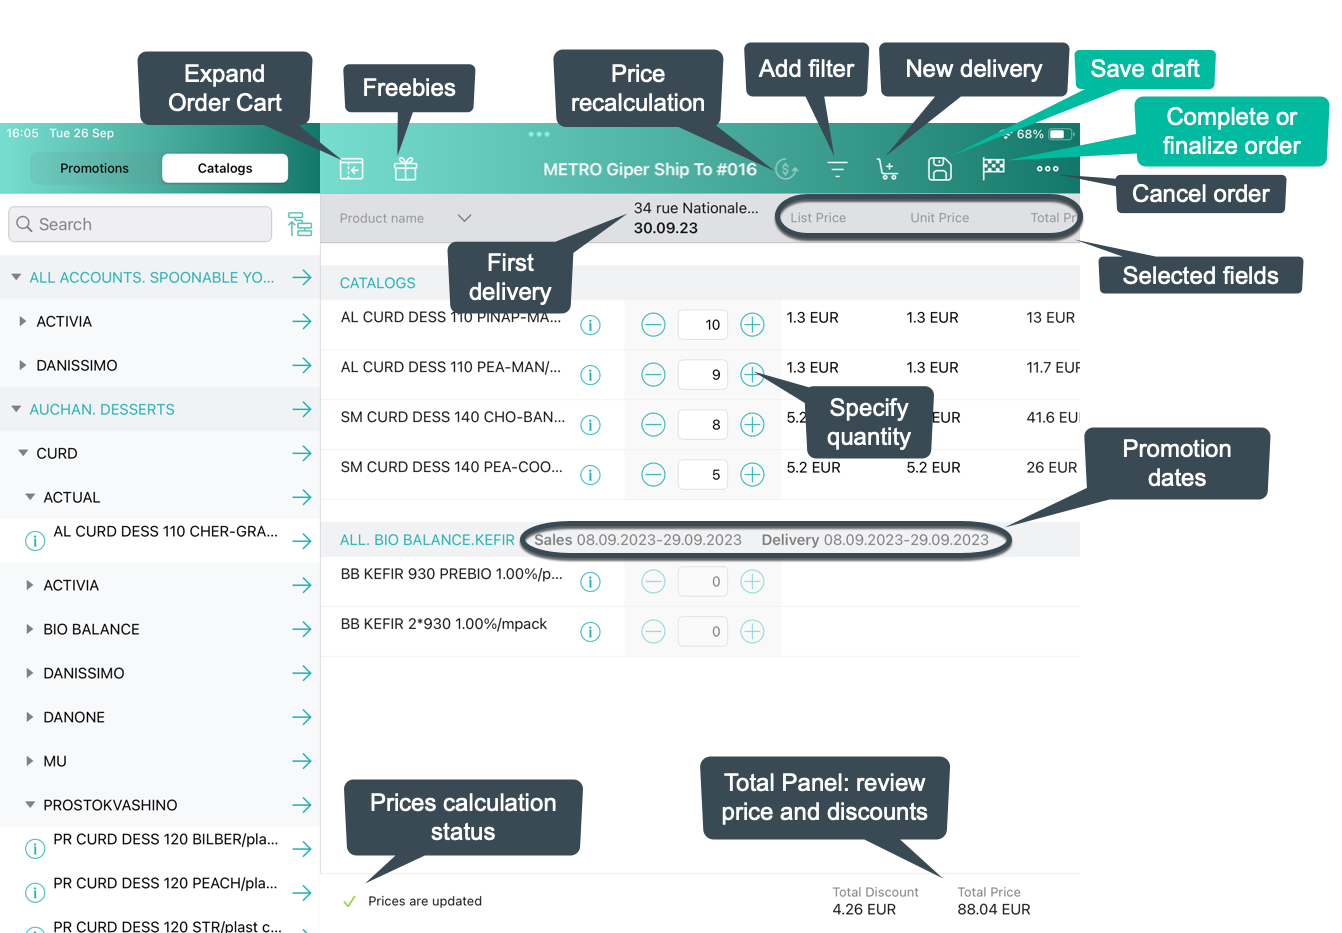 Expand
Order Cart
Freebies
Price
recalculation
Add filter
New delivery
Save draft
Complete or
finalize order
Cancel order
16:05 Tue 26 Sep
68%
Promotions
Catalogs
METRO Giper Ship To #016
Search
Product name
34 rue Nationale...
30.09.23
List Price
Unit Price
Total Pr
First
delivery
Selected fields
ALL ACCOUNTS. SPOONABLE YO...
ACTIVIA
DANISSIMO
AUCHAN. DESSERTS
CURD
ACTUAL
AL CURD DESS 110 CHER-GRA...
ACTIVIA
BIO BALANCE
DANISSIMO
DANONE
MU
PROSTOKVASHINO
PR CURD DESS 120 BILBER/pla...
PR CURD DESS 120 PEACH/pla...
PR CURD DESS 120 STR/plast c...
CATALOGS
AL CURD DESS 110 PINAP-MA...
10
1.3 EUR
1.3 EUR
13 EUR
AL CURD DESS 110 PEA-MAN/...
9
1.3 EUR
1.3 EUR
11.7 EUR
SM CURD DESS 140 CHO-BAN...
8
5.2
EUR
41.6 EU
Specify
quantity
SM CURD DESS 140 PEA-COO...
5
5.2 EUR
5.2 EUR
26 EUR
Promotion
dates
ALL. BIO BALANCE.KEFIR
Sales 08.09.2023-29.09.2023
Delivery 08.09.2023-29.09.2023
BB KEFIR 930 PREBIO 1.00%/p...
0
BB KEFIR 2*930 1.00%/mpack
0
Prices calculation
status
Total Panel: review
price and discounts
Prices are updated
Total Discount
4.26 EUR
Total Price
88.04 EUR